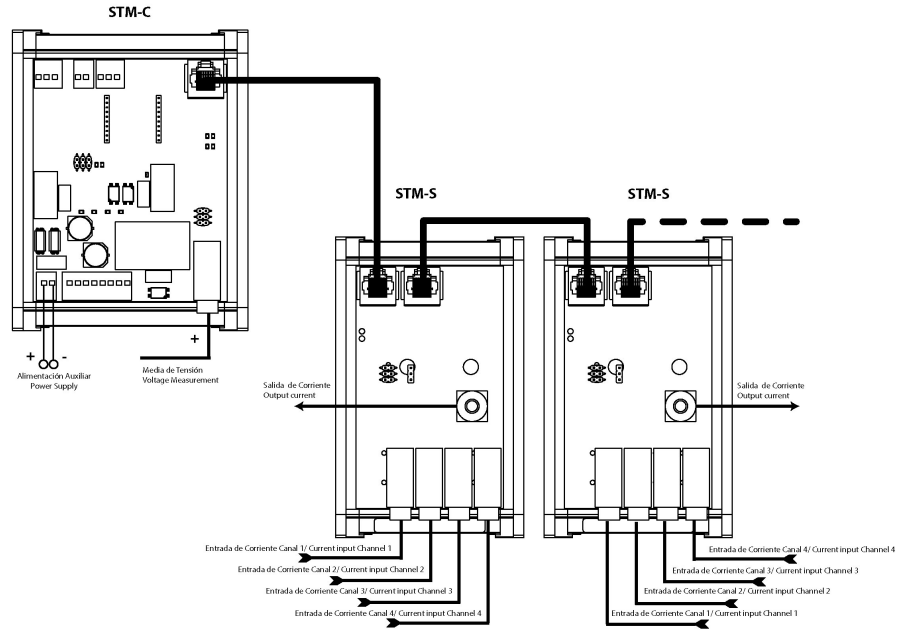 STM-C
STM-S
STM-S
+
-
Alimentación Auxiliar
Power Supply
+
Media de Tensión
Voltage Measurement
Salida de Corriente
Output current
Salida de Corriente
Output current
Entrada de Corriente Canal 1/ Current input Channel 1
Entrada de Corriente Canal 2/ Current input Channel 2
Entrada de Corriente Canal 3/ Current input Channel 3
Entrada de Corriente Canal 4/ Current input Channel 4
Entrada de Corriente Canal 4/ Current input Channel 4
Entrada de Corriente Canal 3/ Current input Channel 3
Entrada de Corriente Canal 2/ Current input Channel 2
Entrada de Corriente Canal 1/ Current input Channel 1